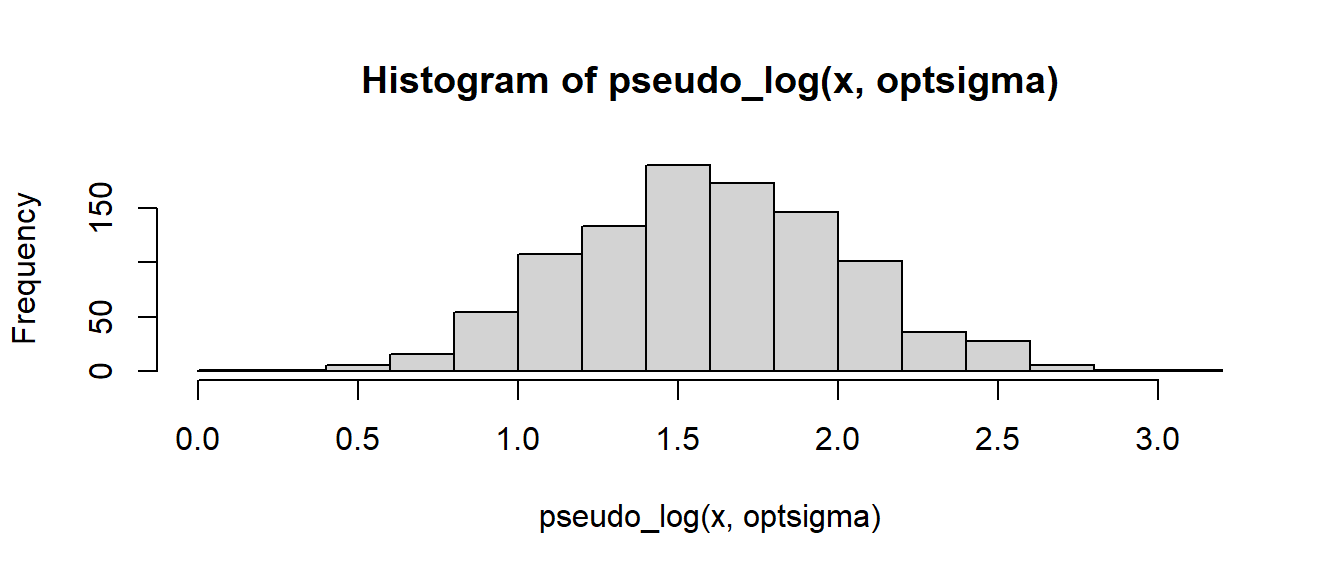 Histogram of pseudo_log(x, optsigma)
Frequency
150
50
0
0.0 0.5 1.0 1.5 2.0 2.5 3.0
pseudo_log(x, optsigma)